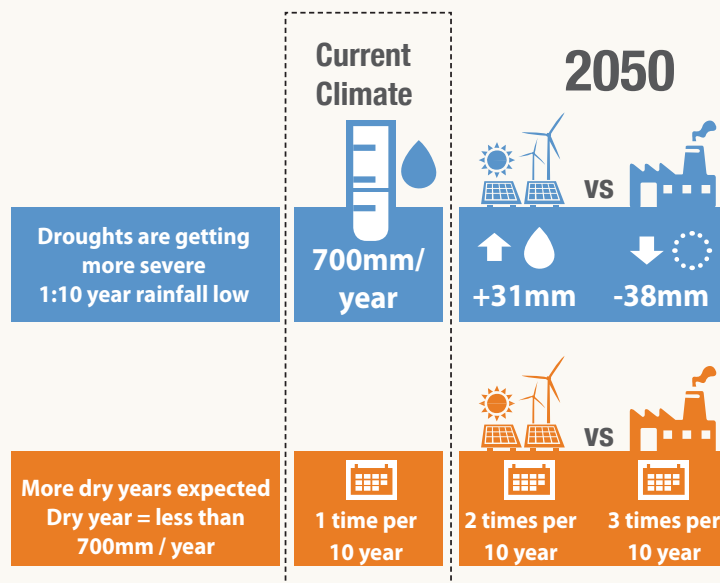 Current
Climate
2050
vs
Droughts are getting
more severe
1:10 year rainfall low
700mm/
year
+31mm
-38mm
vs
More dry years expected
Dry year = less than
700mm / year
1 time per
10 year
2 times per
10 year
3 times per
10 year